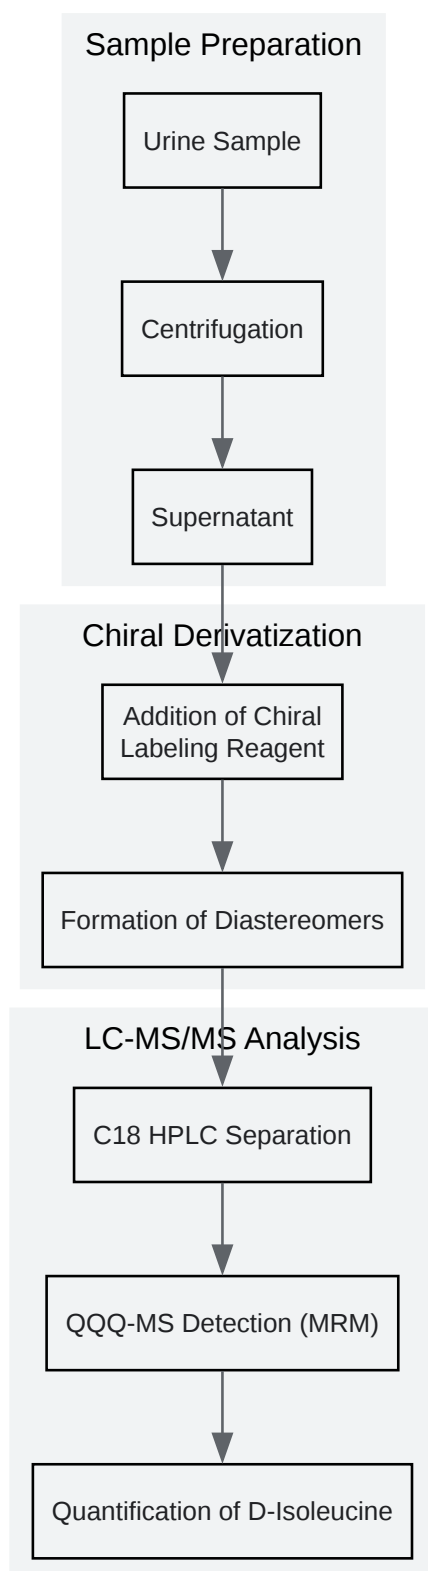 Sample Preparation
Urine Sample
Centrifugation
Supernatant
Chiral Derivatization
Addition of Chiral
Labeling Reagent
Formation of Diastereomers
LC-MS/MS Analysis
C18 HPLC Separation
QQQ-MS Detection (MRM)
Quantification of D-Isoleucine